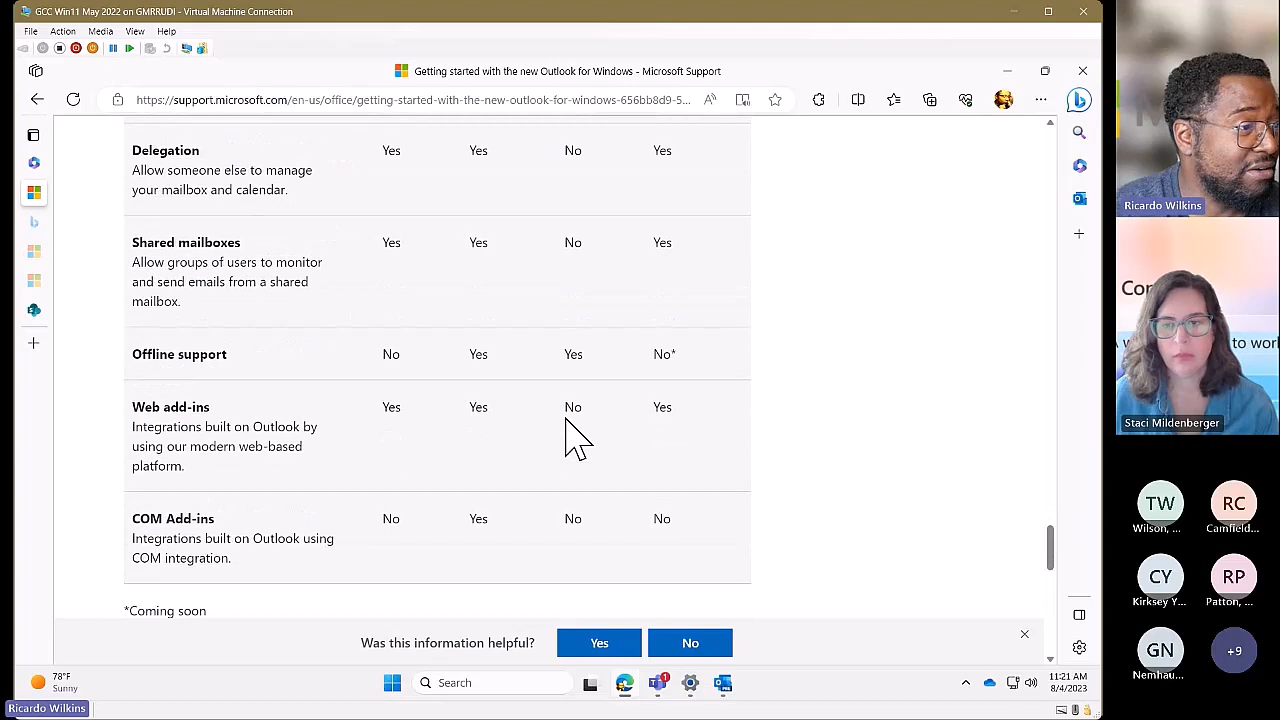 GCC Win11 May 2022 on GMRRUDI - Virtual Machine Connection
File Action Media View Help
Getting started with the new Outlook for Windows - Microsoft Support
https://support.microsoft.com/en-us/office/getting-started-with-the-new-outlook-for-windows-656bb8d9-5...
Delegation Yes Yes No Yes
Allow someone else to manage
your mailbox and calendar.
Shared mailboxes Yes Yes No Yes
Allow groups of users to monitor
and send emails from a shared
mailbox.
Offline support No Yes Yes No*
Web add-ins Yes Yes No Yes
Integrations built on Outlook by
using our modern web-based
platform.
COM Add-ins No Yes No No
Integrations built on Outlook using
COM integration.
*Coming soon
Was this information helpful? Yes No
78°F
Sunny
Search
1
11:21 AM
8/4/2023
Ricardo Wilkins
Ricardo Wilkins
Cor
to work
Staci Mildenberger
TW RC
Wilson, ... Camfield...
CY RP
Kirksey Y... Patton, ...
GN +9
Nemhau...